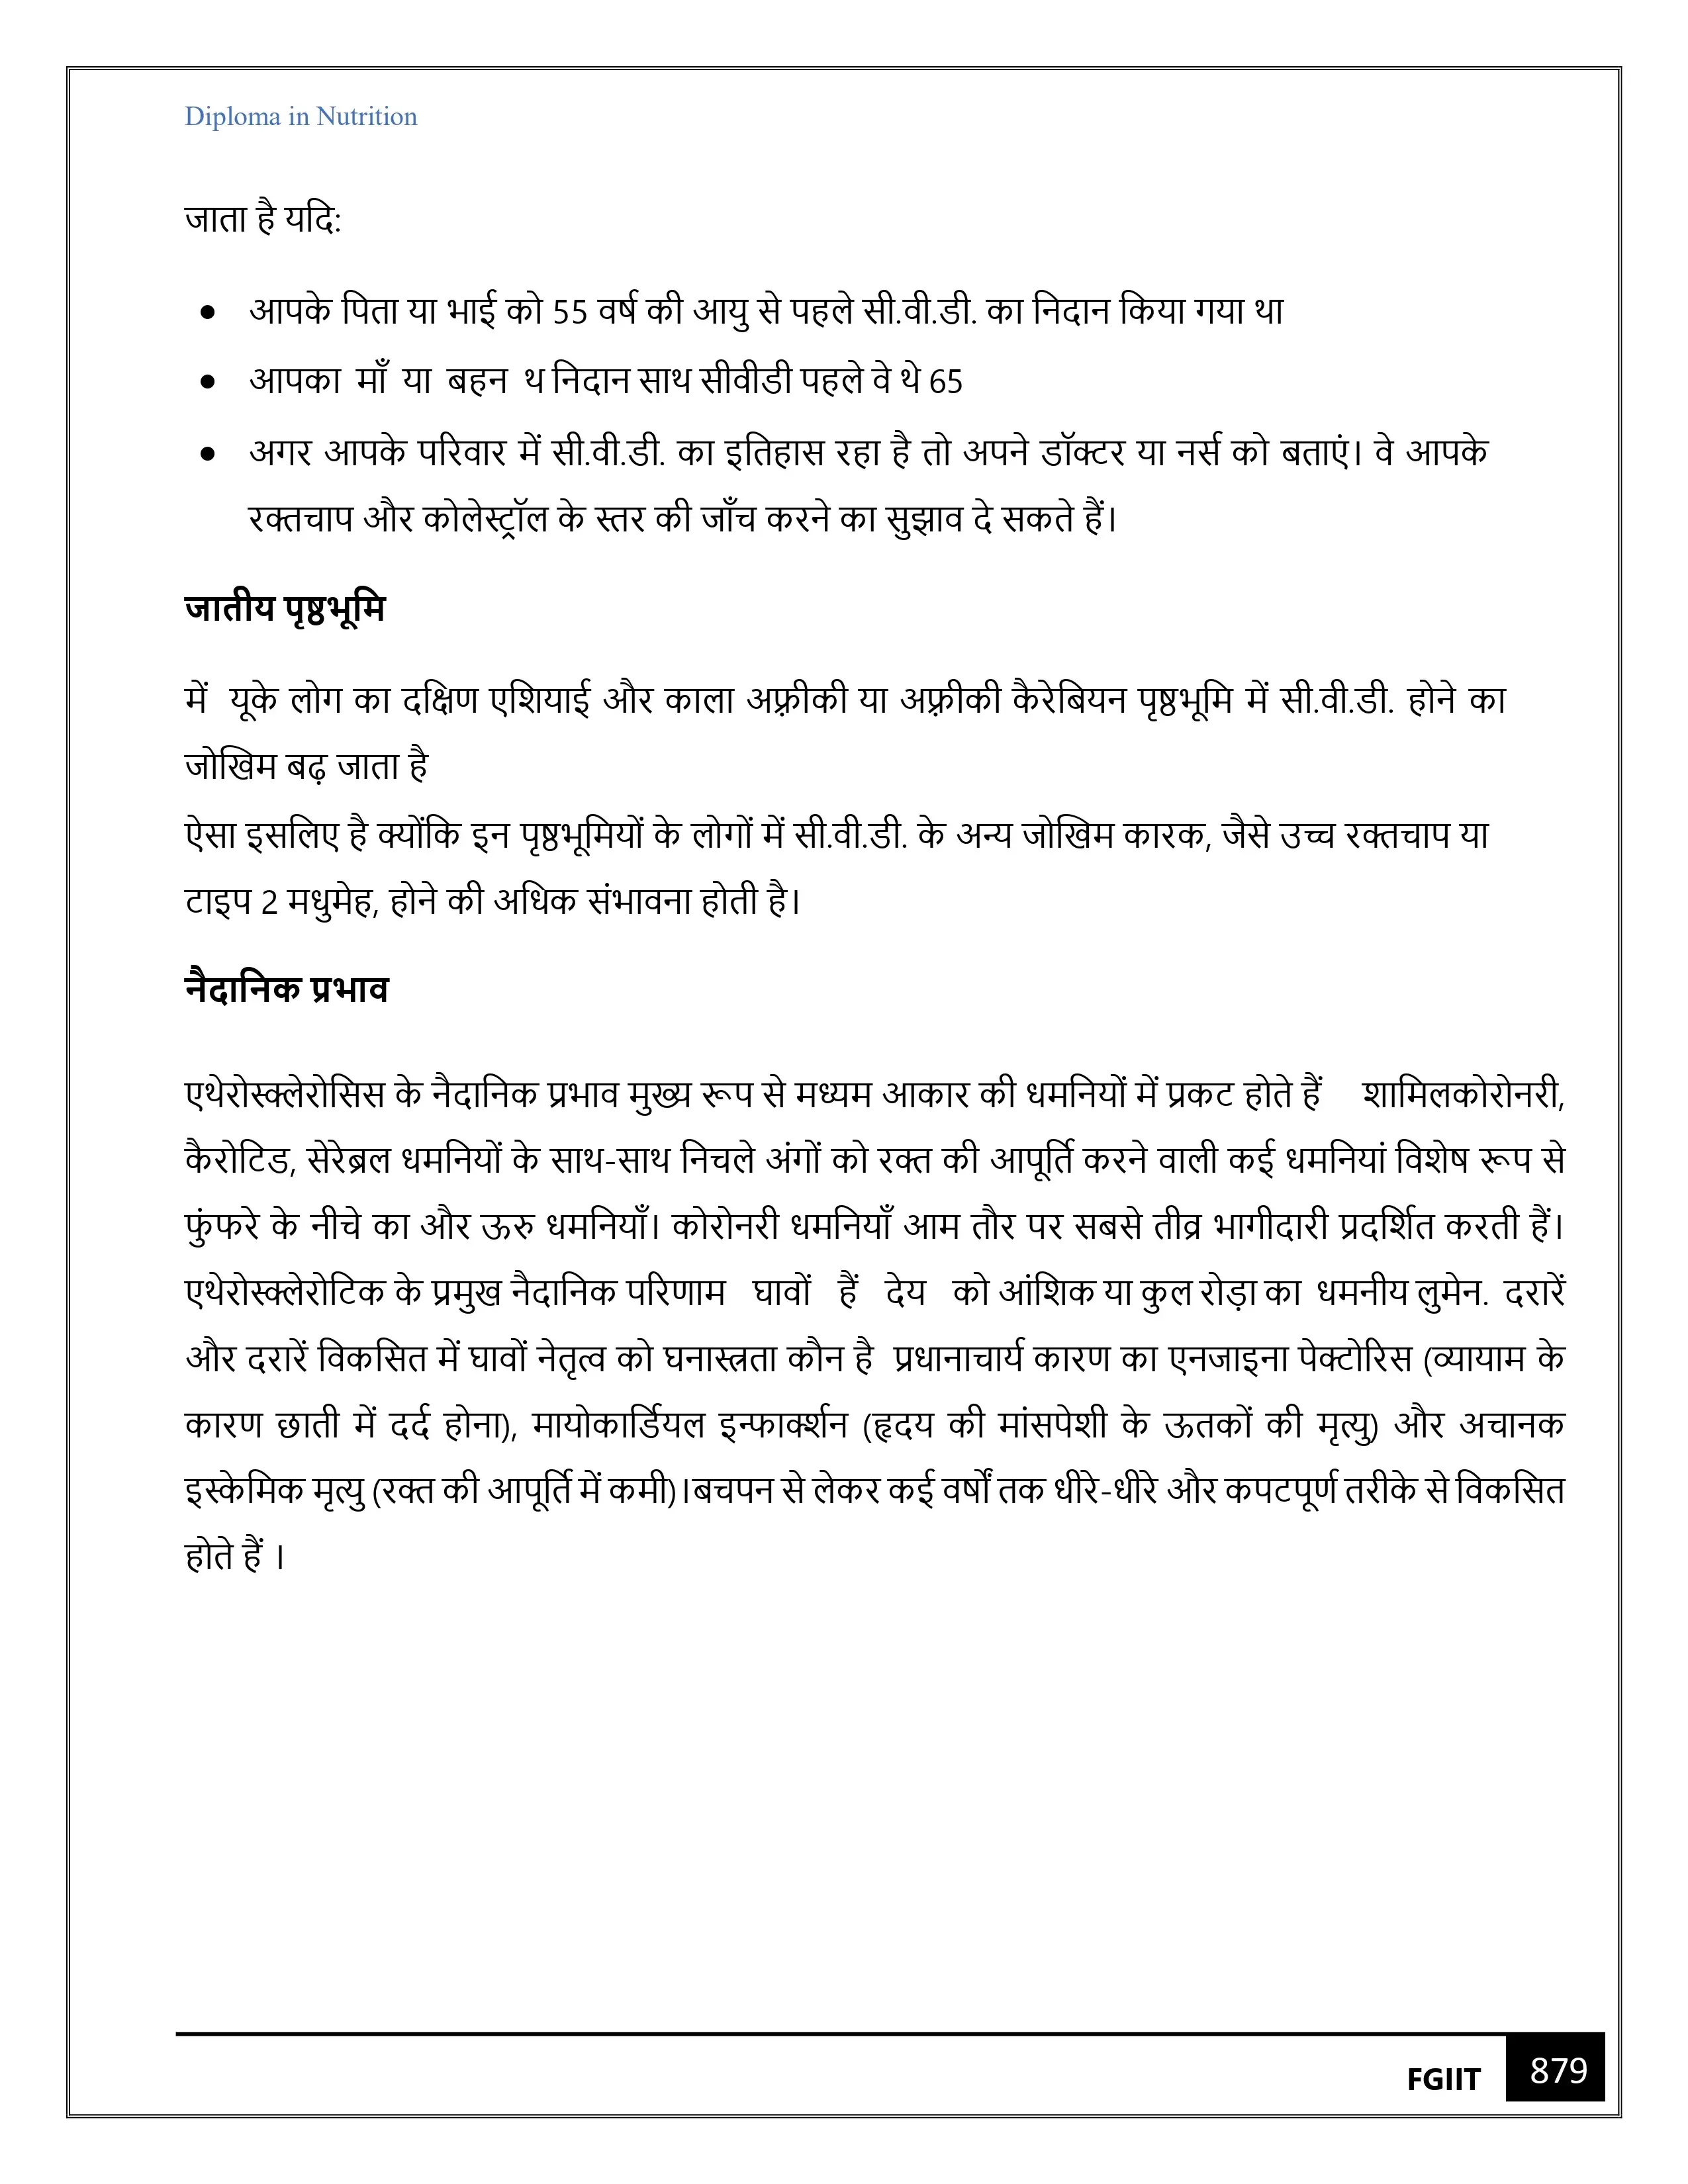 Diploma in Nutrition
जाता है यदि:
• आपके पिता या भाई को 55 वर्ष की आयु से पहले सी.वी.डी. का निदान किया गया था
• आपका माँ या बहन थ निदान साथ सीवीडी पहले वे थे 65
• अगर आपके परिवार में सी.वी.डी. का इतिहास रहा है तो अपने डॉक्टर या नर्स को बताएं। वे आपके
रक्तचाप और कोलेस्ट्रॉल के स्तर की जाँच करने का सुझाव दे सकते हैं।
जातीय पृष्ठभूमि
में यूके लोग का दक्षिण एशियाई और काला अफ़्रीकी या अफ़्रीकी कैरेबियन पृष्ठभूमि में सी.वी.डी. होने का
जोखिम बढ़ जाता है
ऐसा इसलिए है क्योंकि इन पृष्ठभूमियों के लोगों में सी.वी.डी. के अन्य जोखिम कारक, जैसे उच्च रक्तचाप या
टाइप 2 मधुमेह, होने की अधिक संभावना होती है।
नैदानिक प्रभाव
एथेरोस्क्लेरोसिस के नैदानिक प्रभाव मुख्य रूप से मध्यम आकार की धमनियों में प्रकट होते हैं शामिलकोरोनरी,
कैरोटिड, सेरेब्रल धमनियों के साथ-साथ निचले अंगों को रक्त की आपूर्ति करने वाली कई धमनियां विशेष रूप से
फुंफरे के नीचे का और ऊरु धमनियाँ। कोरोनरी धमनियाँ आम तौर पर सबसे तीव्र भागीदारी प्रदर्शित करती हैं।
एथेरोस्क्लेरोटिक के प्रमुख नैदानिक परिणाम घावों हैं देय को आंशिक या कुल रोड़ा का धमनीय लुमेन. दरारें
और दरारें विकसित में घावों नेतृत्व को घनास्त्रता कौन है प्रधानाचार्य कारण का एनजाइना पेक्टोरिस (व्यायाम के
कारण छाती में दर्द होना), मायोकार्डियल इन्फार्क्शन (हृदय की मांसपेशी के ऊतकों की मृत्यु) और अचानक
इस्केमिक मृत्यु (रक्त की आपूर्ति में कमी)।बचपन से लेकर कई वर्षों तक धीरे-धीरे और कपटपूर्ण तरीके से विकसित
होते हैं ।
FGIIT 879